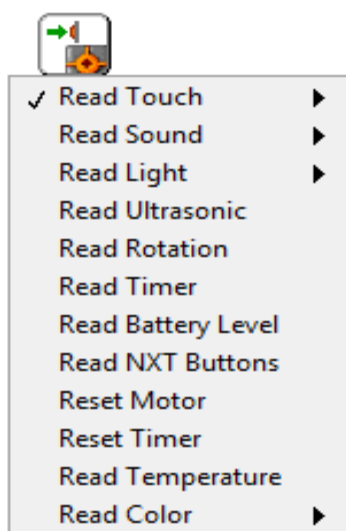 Read Touch
Read Sound
Read Light
Read Ultrasonic
Read Rotation
Read Timer
Read Battery Level
Read NXT Buttons
Reset Motor
Reset Timer
Read Temperature
Read Color